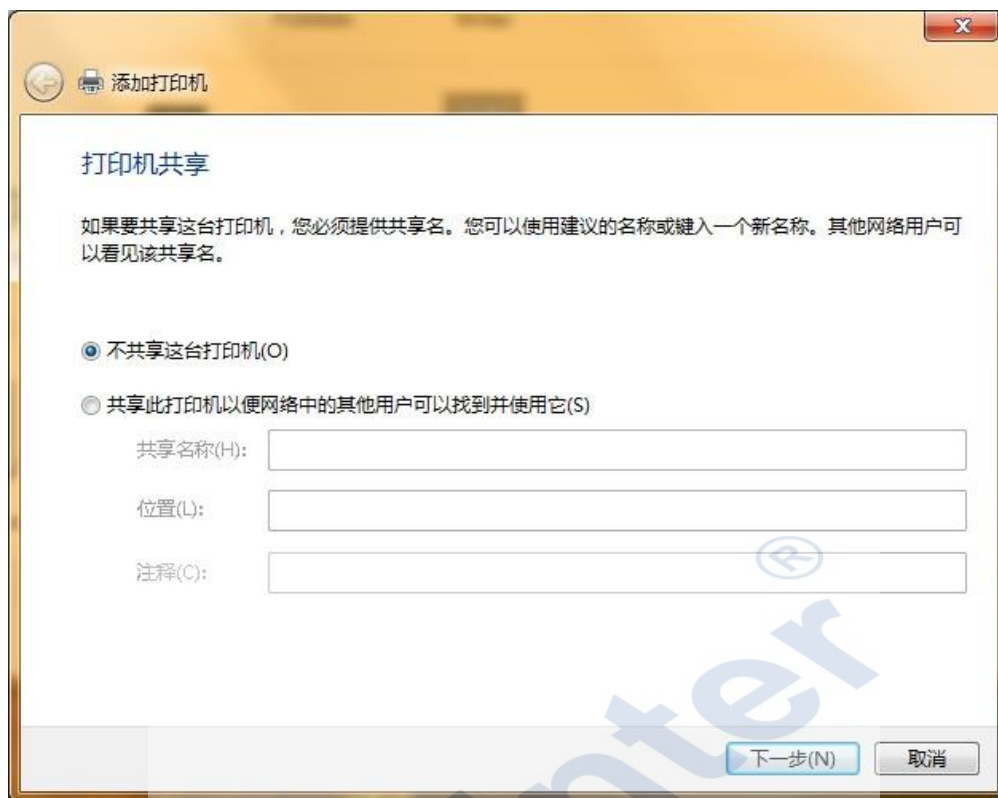 添加打印机
打印机共享
如果要共享这台打印机，您必须提供共享名。您可以使用建议的名称或键入一个新名称。其他网络用户可
以看见该共享名。
不共享这台打印机(O)
共享此打印机以便网络中的其他用户可以找到并使用它(S)
共享名称(H):
位置(L):
注释(C):
®
nter
下一步(N) 取消